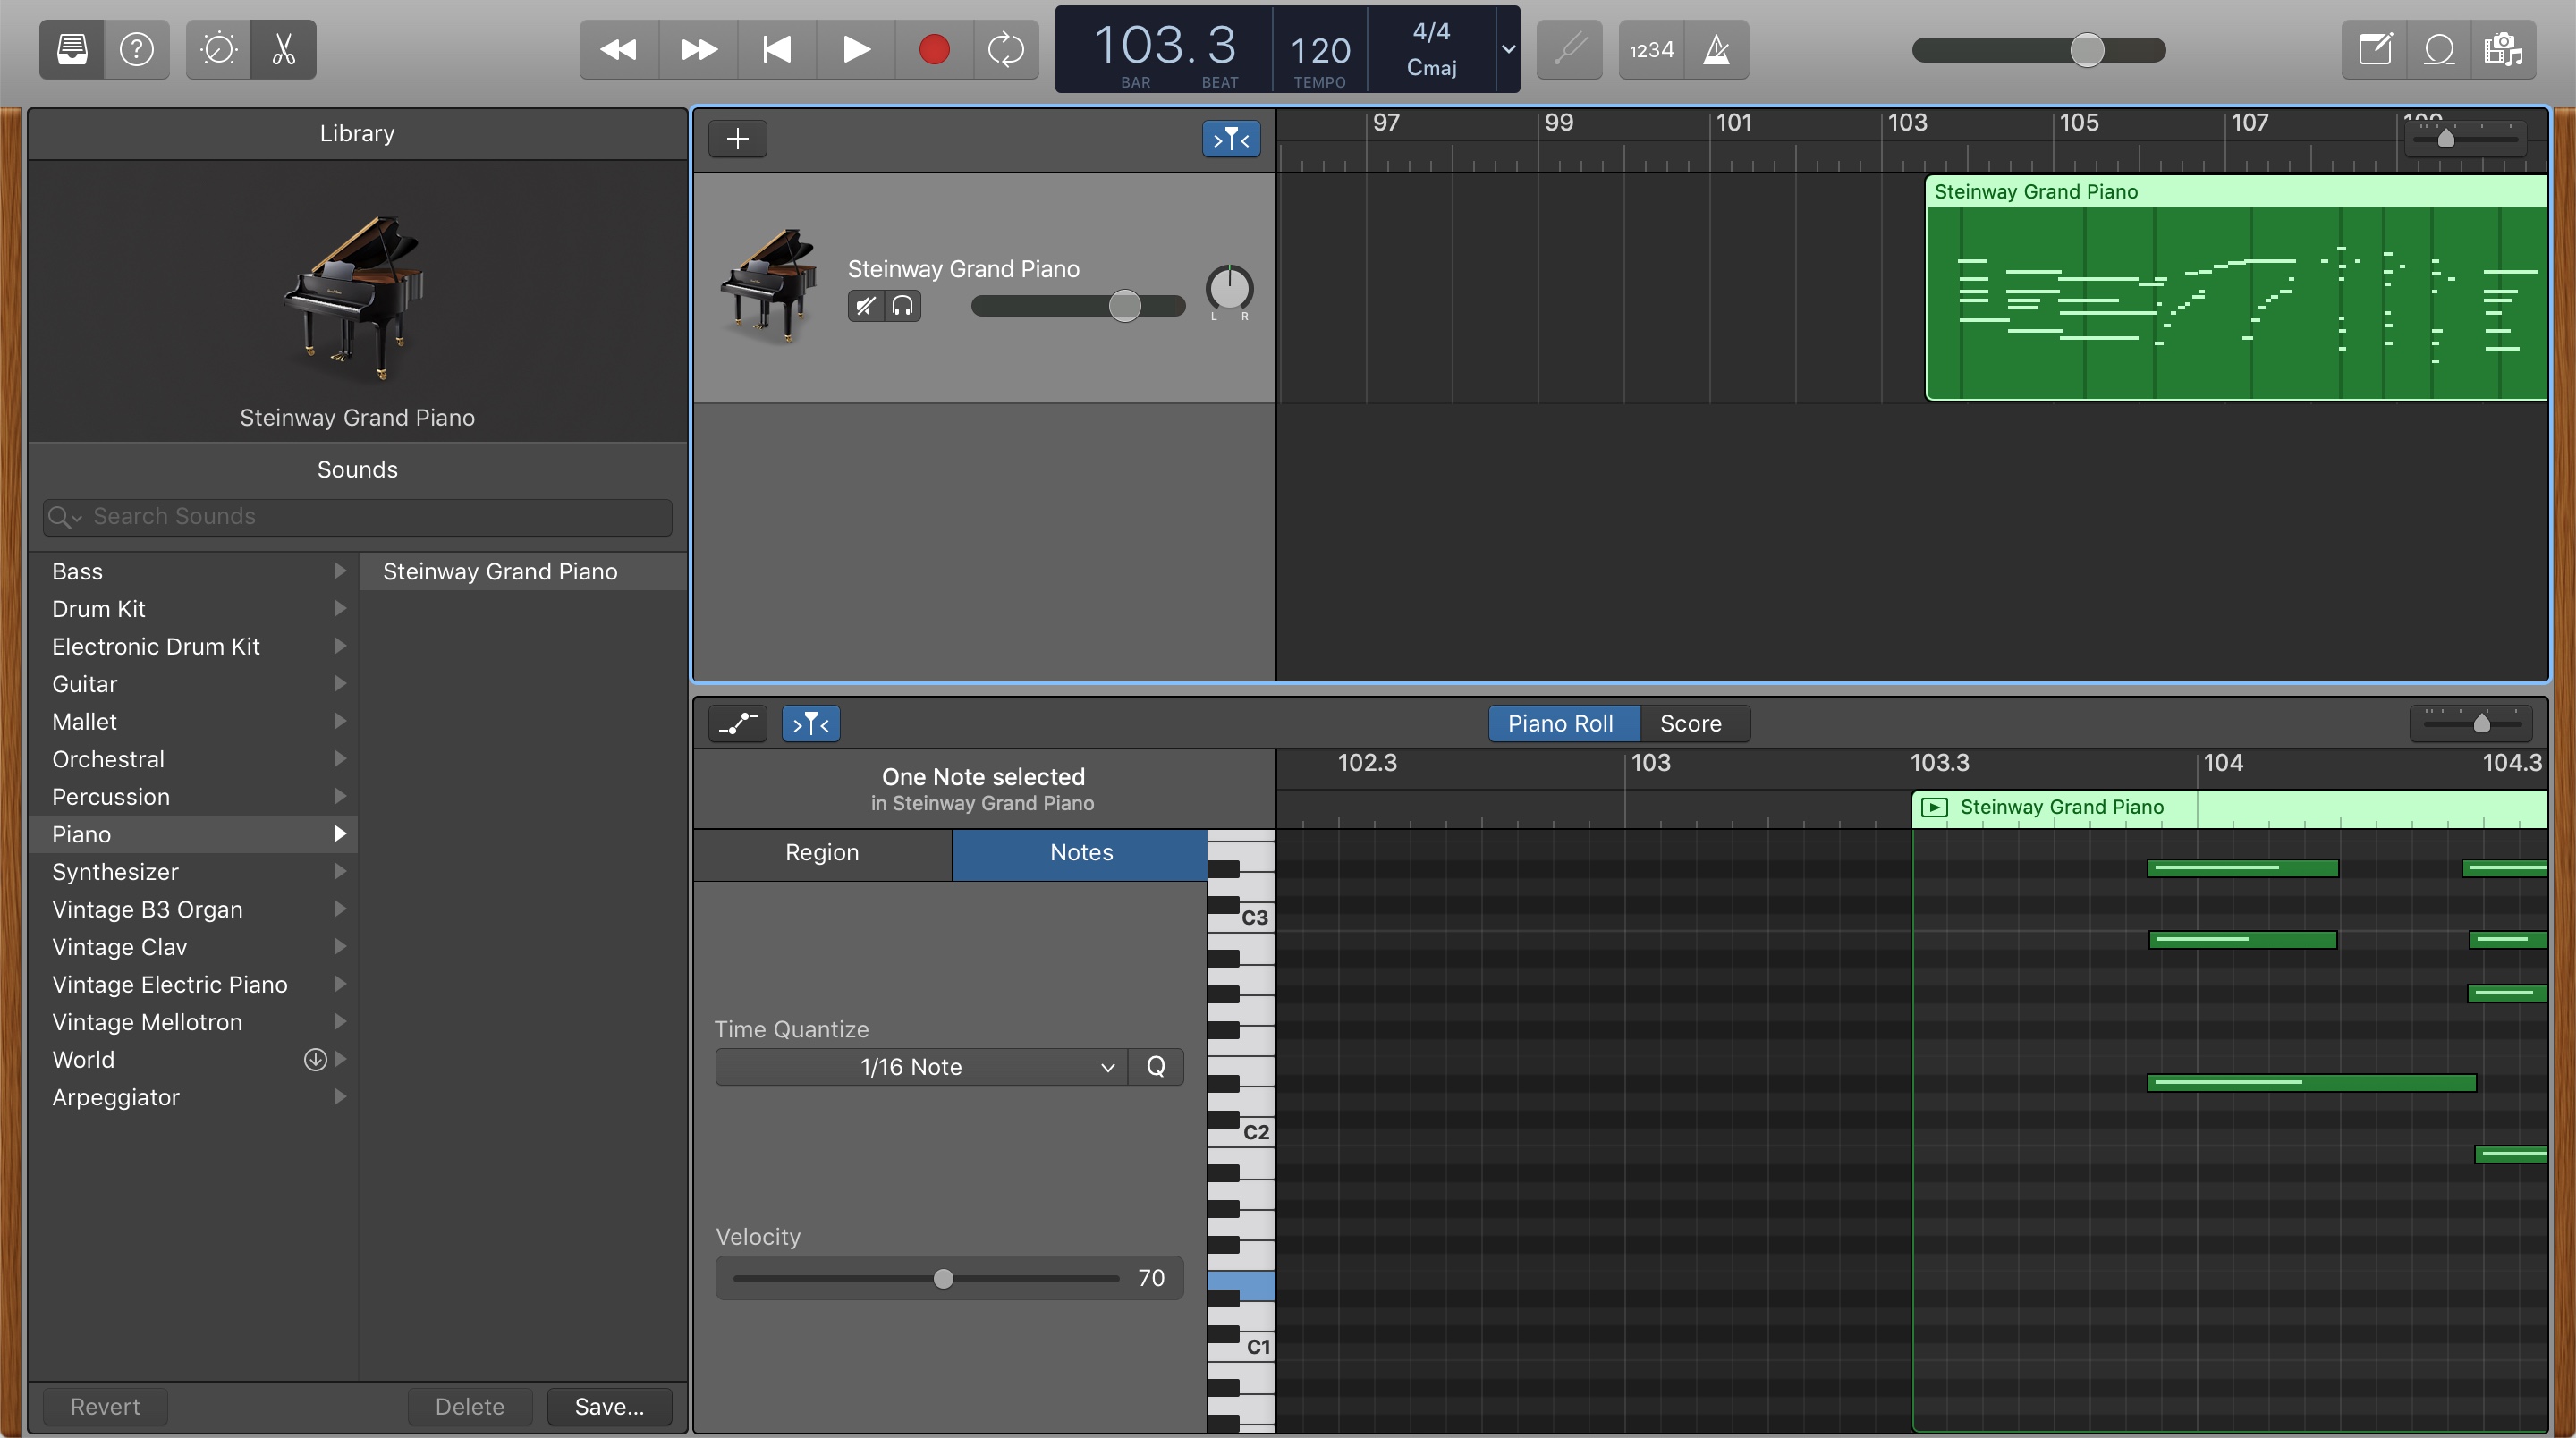 103. 3
BAR
BEAT
120
TEMPO
4/4
Cmaj
1234
Library
Steinway Grand Piano
Sounds
Search Sounds
Bass
Drum Kit
Electronic Drum Kit
Guitar
Mallet
Orchestral
Percussion
Piano
Synthesizer
Vintage B3 Organ
Vintage Clav
Vintage Electric Piano
Vintage Mellotron
World
Arpeggiator
Steinway Grand Piano
Revert
Delete
Save...
97
99
101
103
105
107
Steinway Grand Piano
L
R
Steinway Grand Piano
Piano Roll
Score
One Note selected
in Steinway Grand Piano
102.3
103
103.3
104
104.3
Steinway Grand Piano
Region
Notes
Time Quantize
1/16 Note
Q
Velocity
70
C3
C2
C1